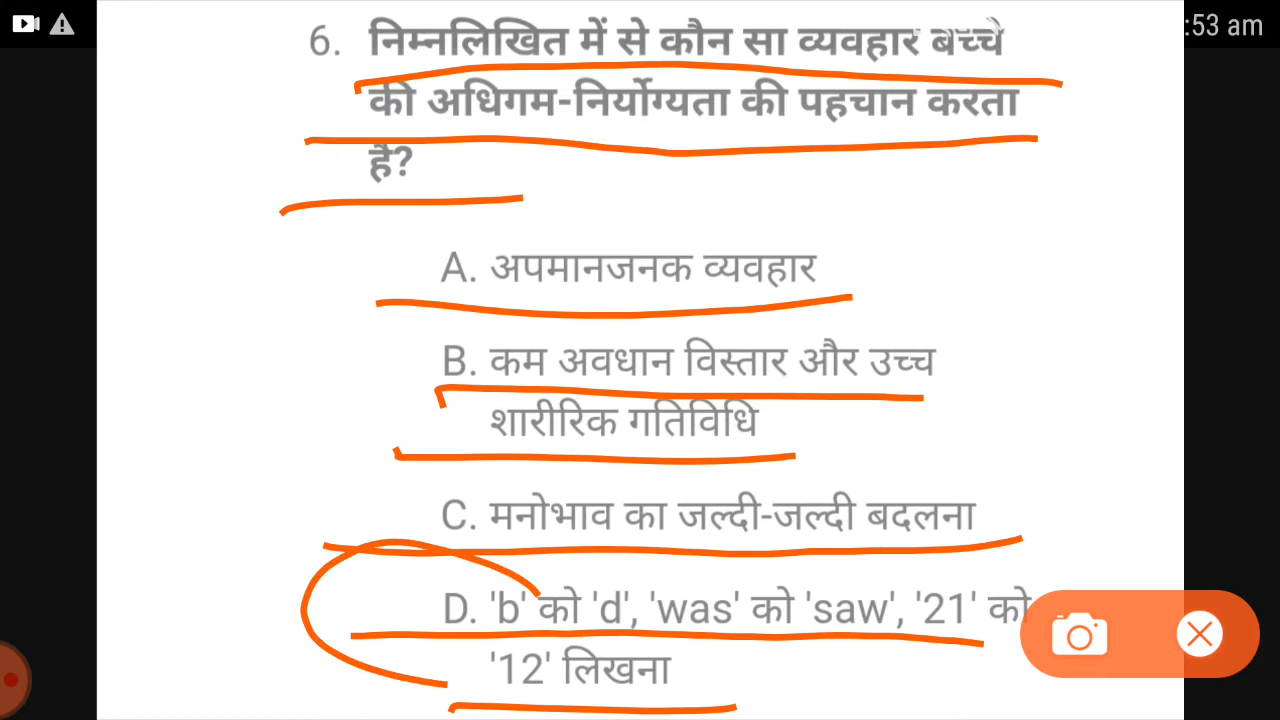 :53 am
6. निम्नलिखित में से कौन सा व्यवहार बच्चे
की अधिगम-निर्योग्यता की पहचान करता
है?
A. अपमानजनक व्यवहार
B. कम अवधान विस्तार और उच्च
शारीरिक गतिविधि
C. मनोभाव का जल्दी-जल्दी बदलना
D. 'b' को 'd', 'was' को 'saw', '21' को
'12' लिखना